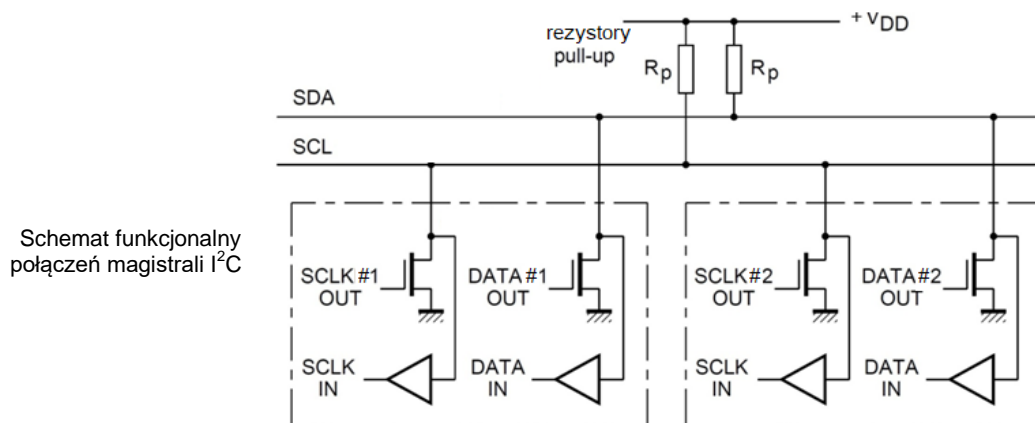 rezystory
pull-up
+ VDD
Rp
Rp
SDA
SCL
Schemat funkcjonalny
połączeń magistrali I²C
SCLK #1
OUT
DATA #1
OUT
SCLK #2
OUT
DATA #2
OUT
SCLK
IN
DATA
IN
SCLK
IN
DATA
IN